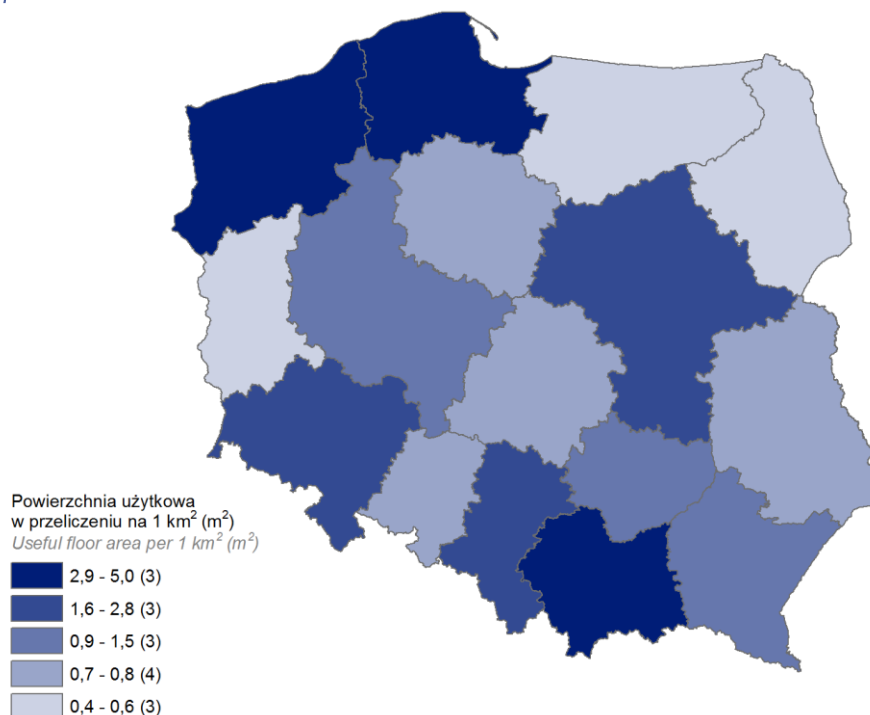 Powierzchnia użytkowa
w przeliczeniu na 1 km² (m²)
Useful floor area per 1 km² (m²)
2,9 - 5,0 (3)
1,6 - 2,8 (3)
0,9 - 1,5 (3)
0,7 - 0,8 (4)
0,4 - 0,6 (3)